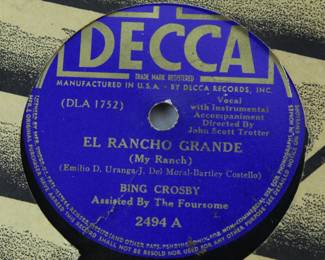 DECCA
TRADE MARK REGISTERED
MANUFACTURED IN U.S.A. - BY DECCA RECORDS, INC.
(DLA 1752)
Vocal
with Instrumental
Accompaniment
Directed By
John Scott Trotter
EL RANCHO GRANDE
(My Ranch)
(Emilio D. Uranga-J. Del Moral-Bartley Costello)
BING CROSBY
Assisted By The Foursome
2494 A